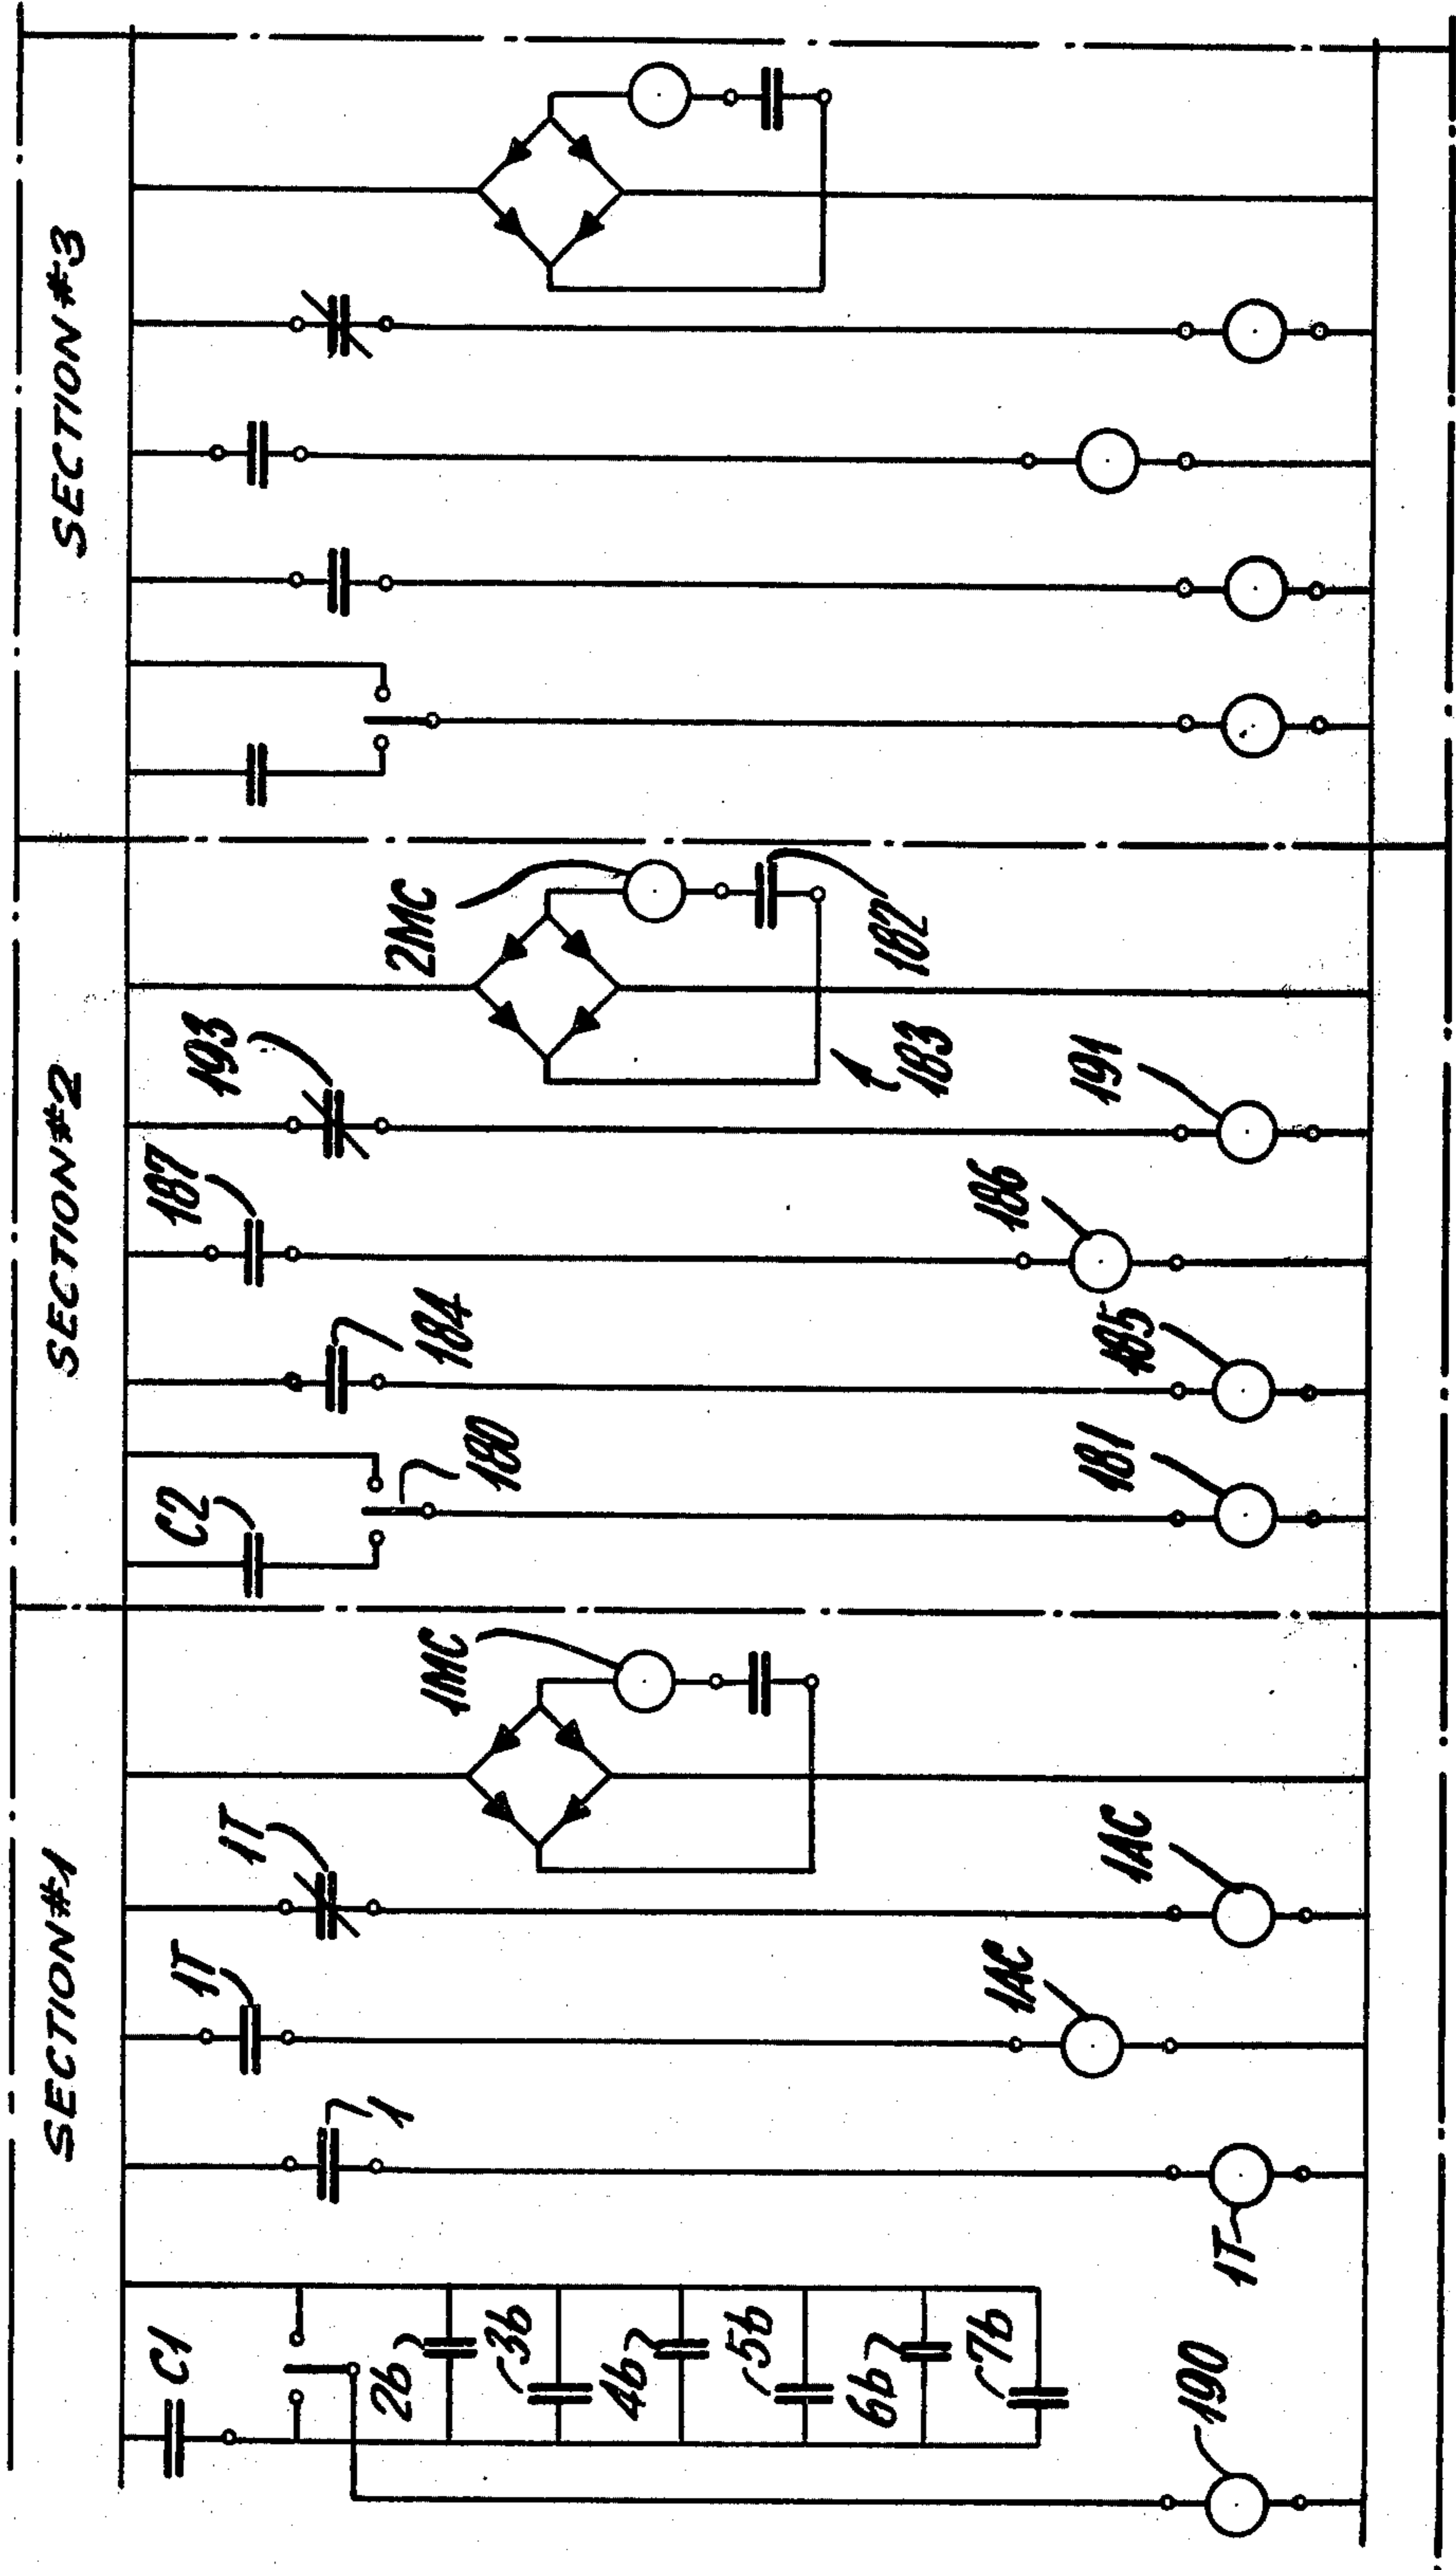 SECTION #1
C1
2b
3b
4b
5b
6b
7b
190
1
1T
1T
1AC
1T
1AC
1MC
SECTION #2
C2
180
181
184
185
187
186
193
191
2MC
182
183
SECTION #3